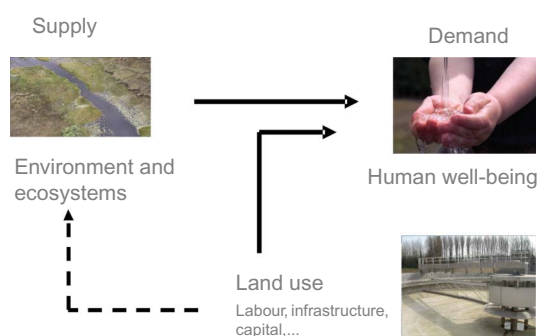 Supply
Demand
Environment and
ecosystems
Human well-being
Land use
Labour, infrastructure,
capital,...